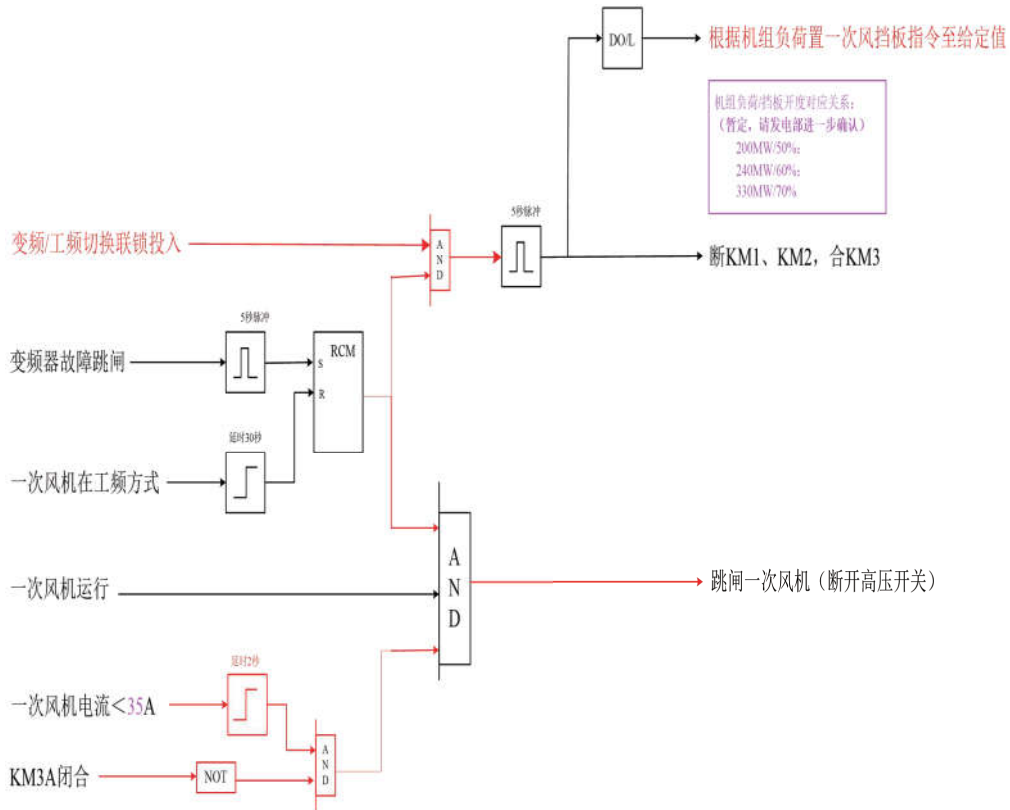 DO/L
根据机组负荷置一次风挡板指令至给定值
机组负荷/挡板开度对应关系：
（暂定，请发电部进一步确认）
200MW/50%；
240MW/60%；
330MW/70%
5秒脉冲
变频/工频切换联锁投入
A
N
D
断KM1、KM2，合KM3
5秒脉冲
变频器故障跳闸
RCM
S
R
延时30秒
一次风机在工频方式
A
N
D
一次风机运行
跳闸一次风机（断开高压开关）
延时2秒
一次风机电流＜35A
A
N
D
KM3A闭合
NOT